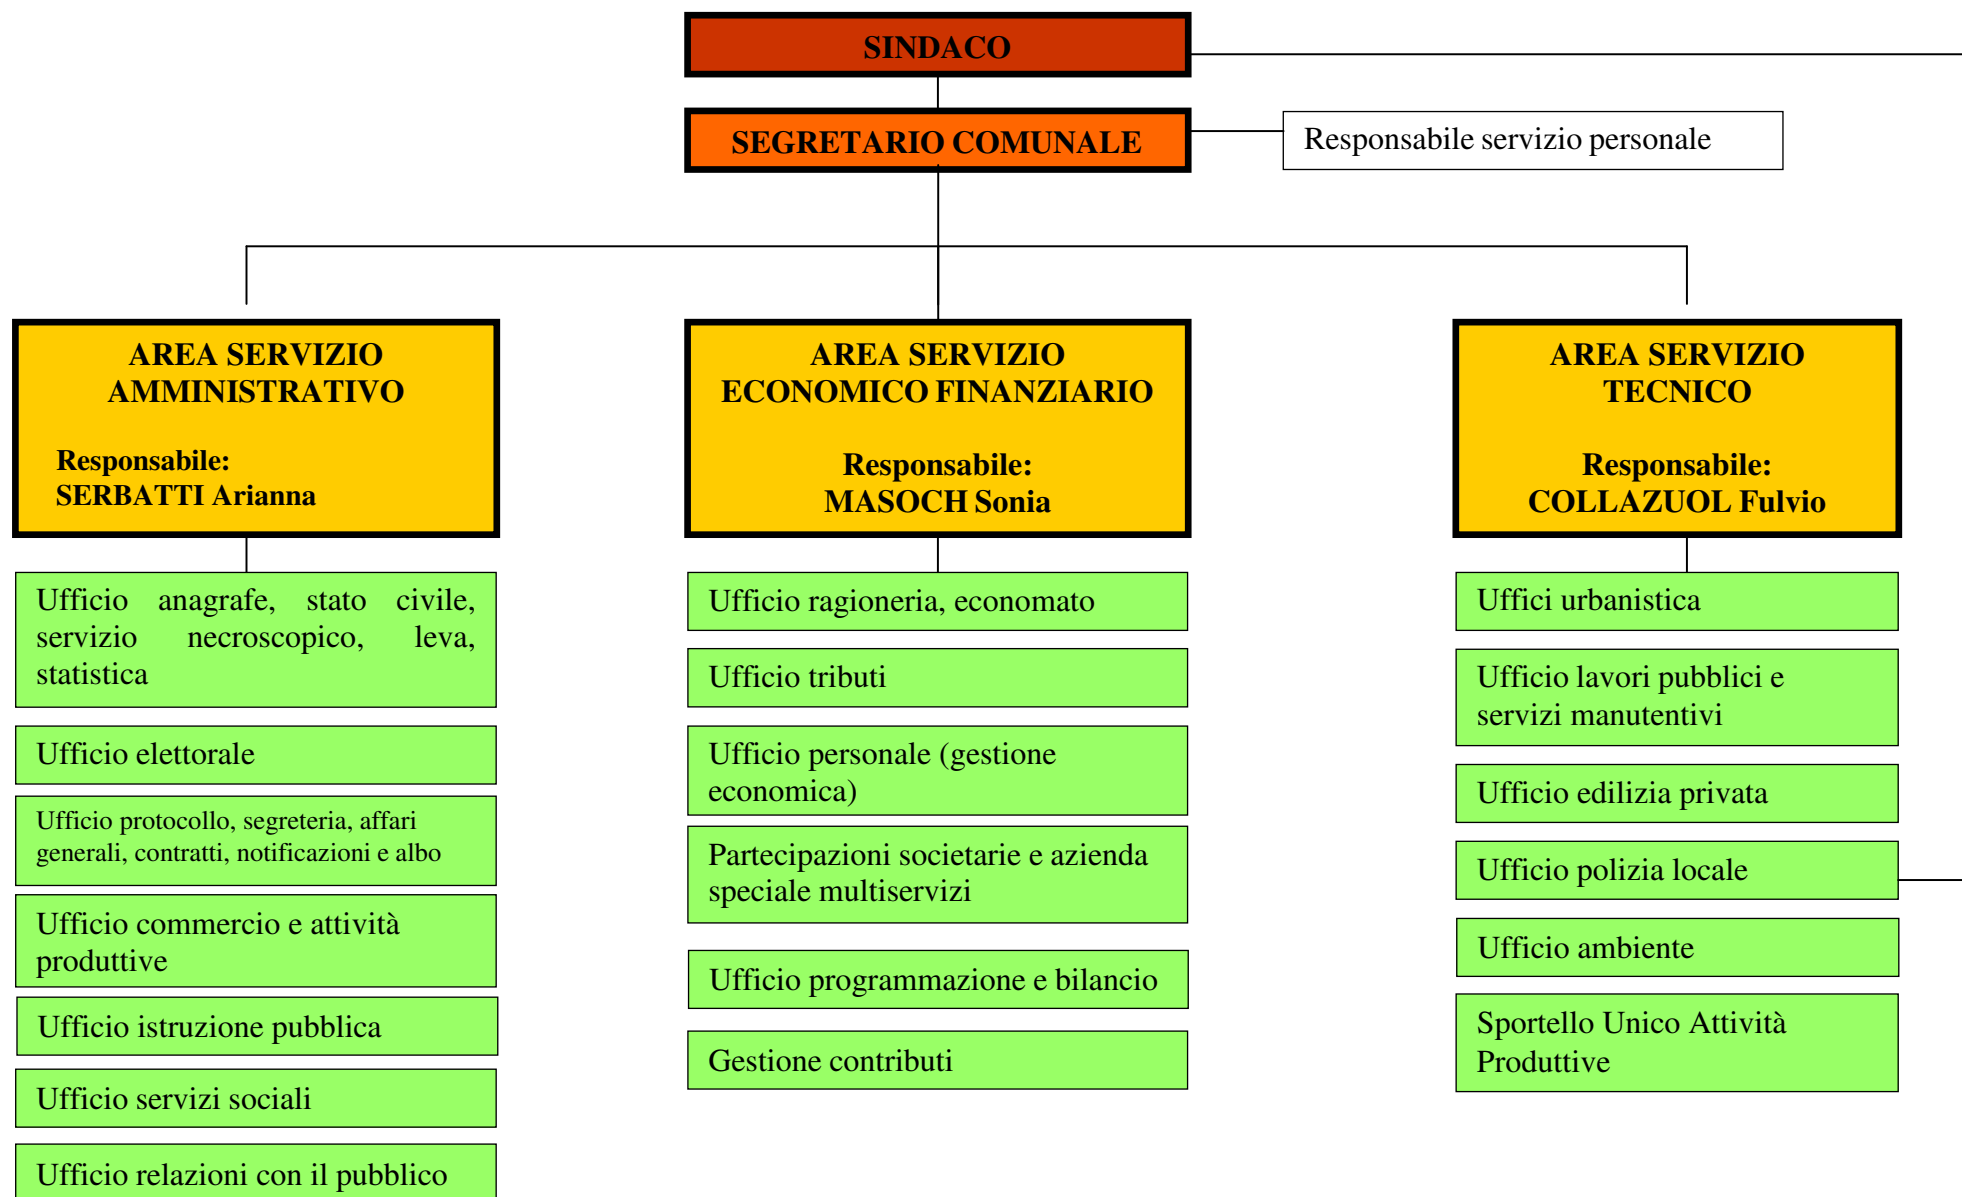 SINDACO
SEGRETARIO COMUNALE
Responsabile servizio personale
AREA SERVIZIO
AMMINISTRATIVO
Responsabile:
SERBATTI Arianna
Ufficio anagrafe, stato civile,
servizio necroscopico, leva,
statistica
Ufficio elettorale
Ufficio protocollo, segreteria, affari
generali, contratti, notificazioni e albo
Ufficio commercio e attività
produttive
Ufficio istruzione pubblica
Ufficio servizi sociali
Ufficio relazioni con il pubblico
AREA SERVIZIO
ECONOMICO FINANZIARIO
Responsabile:
MASOCH Sonia
Ufficio ragioneria, economato
Ufficio tributi
Ufficio personale (gestione
economica)
Partecipazioni societarie e azienda
speciale multiservizi
Ufficio programmazione e bilancio
Gestione contributi
AREA SERVIZIO
TECNICO
Responsabile:
COLLAZUOL Fulvio
Uffici urbanistica
Ufficio lavori pubblici e
servizi manutentivi
Ufficio edilizia privata
Ufficio polizia locale
Ufficio ambiente
Sportello Unico Attività
Produttive